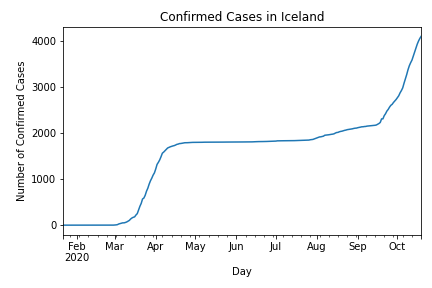 Confirmed Cases in Iceland
4000
3000
2000
1000
0
Number of Confirmed Cases
Feb Mar Apr May Jun Jul Aug Sep Oct
2020
Day